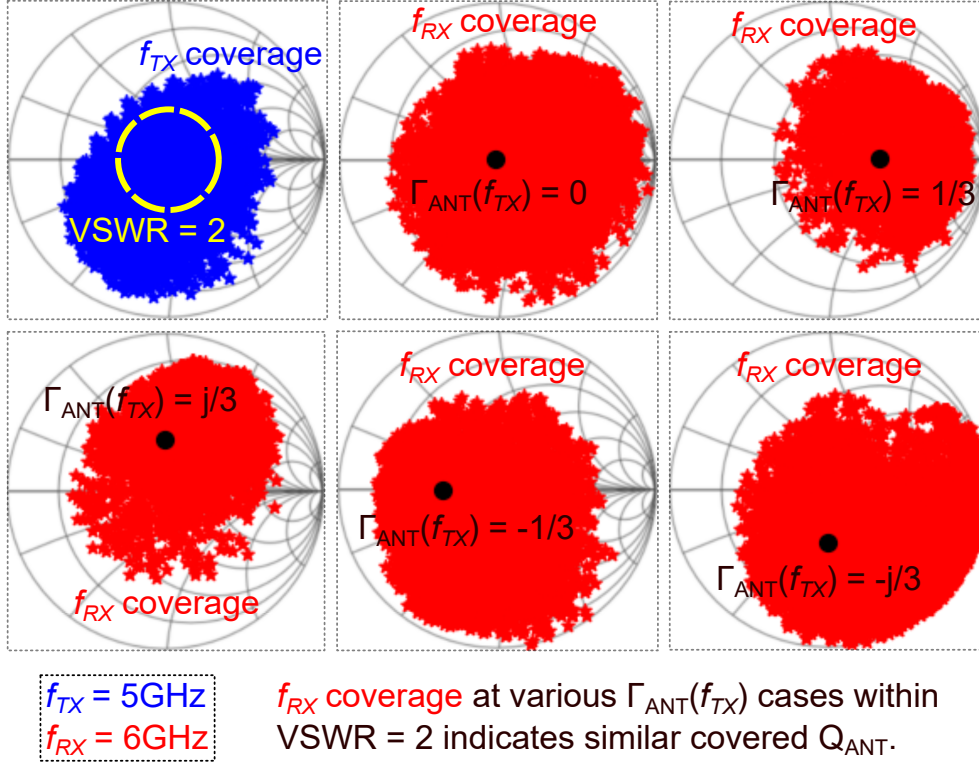 f_TX coverage
VSWR = 2
f_RX coverage
Γ_ANT(f_TX) = 0
f_RX coverage
Γ_ANT(f_TX) = 1/3
Γ_ANT(f_TX) = j/3
f_RX coverage
f_RX coverage
Γ_ANT(f_TX) = -1/3
f_RX coverage
Γ_ANT(f_TX) = -j/3
f_TX = 5GHz
f_RX = 6GHz
f_RX coverage at various Γ_ANT(f_TX) cases within
VSWR = 2 indicates similar covered Q_ANT.